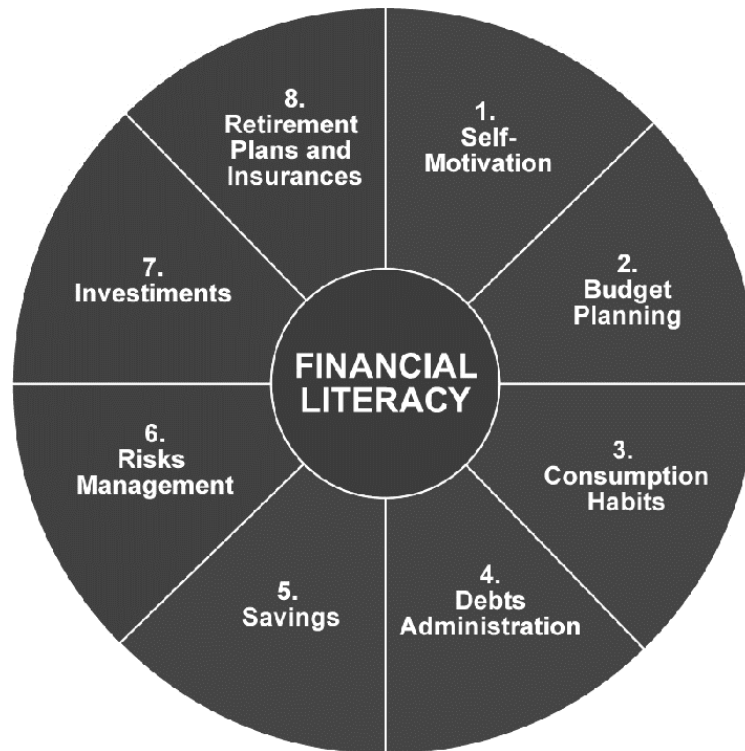 FINANCIAL
LITERACY
1.
Self-
Motivation
2.
Budget
Planning
3.
Consumption
Habits
4.
Debts
Administration
5.
Savings
6.
Risks
Management
7.
Investiments
8.
Retirement
Plans and
Insurances